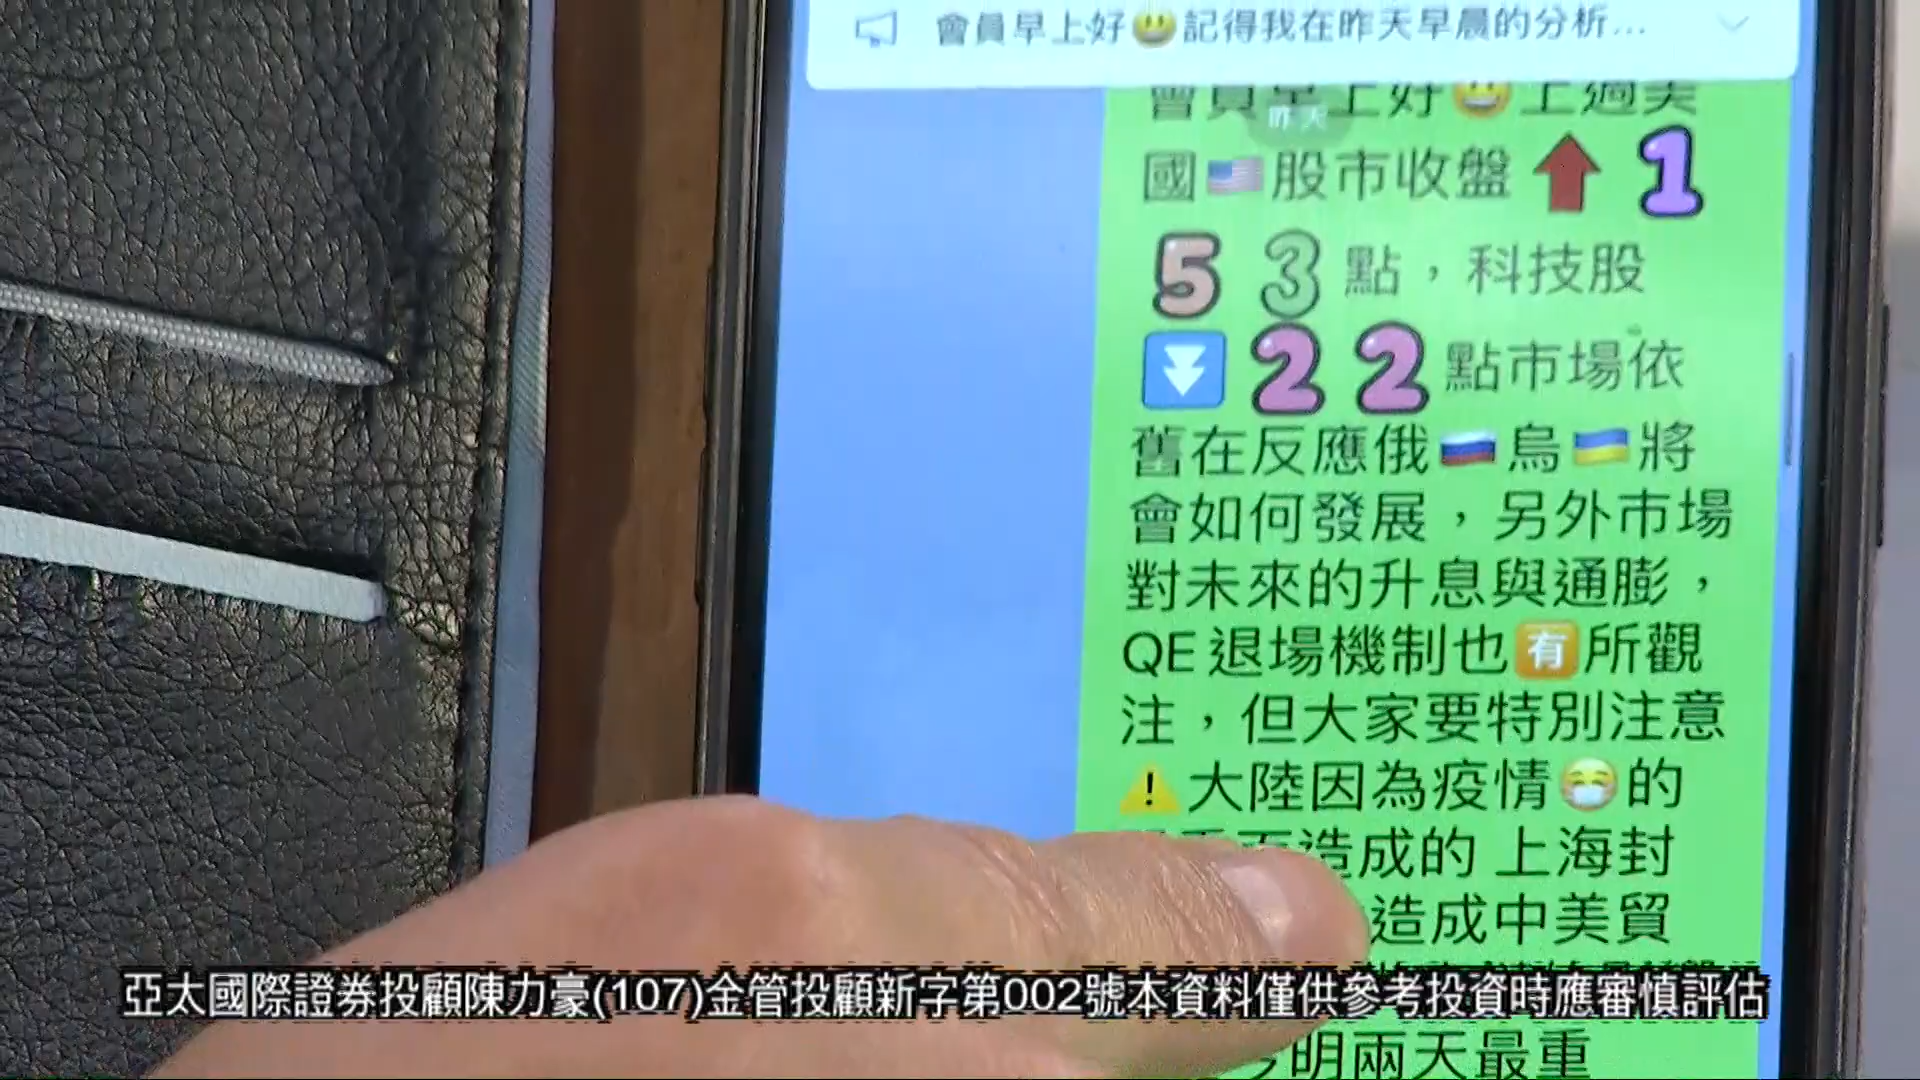 會員早上好😃記得我在昨天早晨的分析...
會員早上好😃上週美
昨天
國🇺🇸股市收盤⬆1
53點，科技股
⏬22點市場依
舊在反應俄🇷🇺烏🇺🇦將
會如何發展，另外市場
對未來的升息與通膨，
QE退場機制也🈶所觀
注，但大家要特別注意
⚠️大陸因為疫情😷的
造成的 上海封
造成中美貿
亞太國際證券投顧陳力豪(107)金管投顧新字第002號本資料僅供參考投資時應審慎評估
明兩天最重